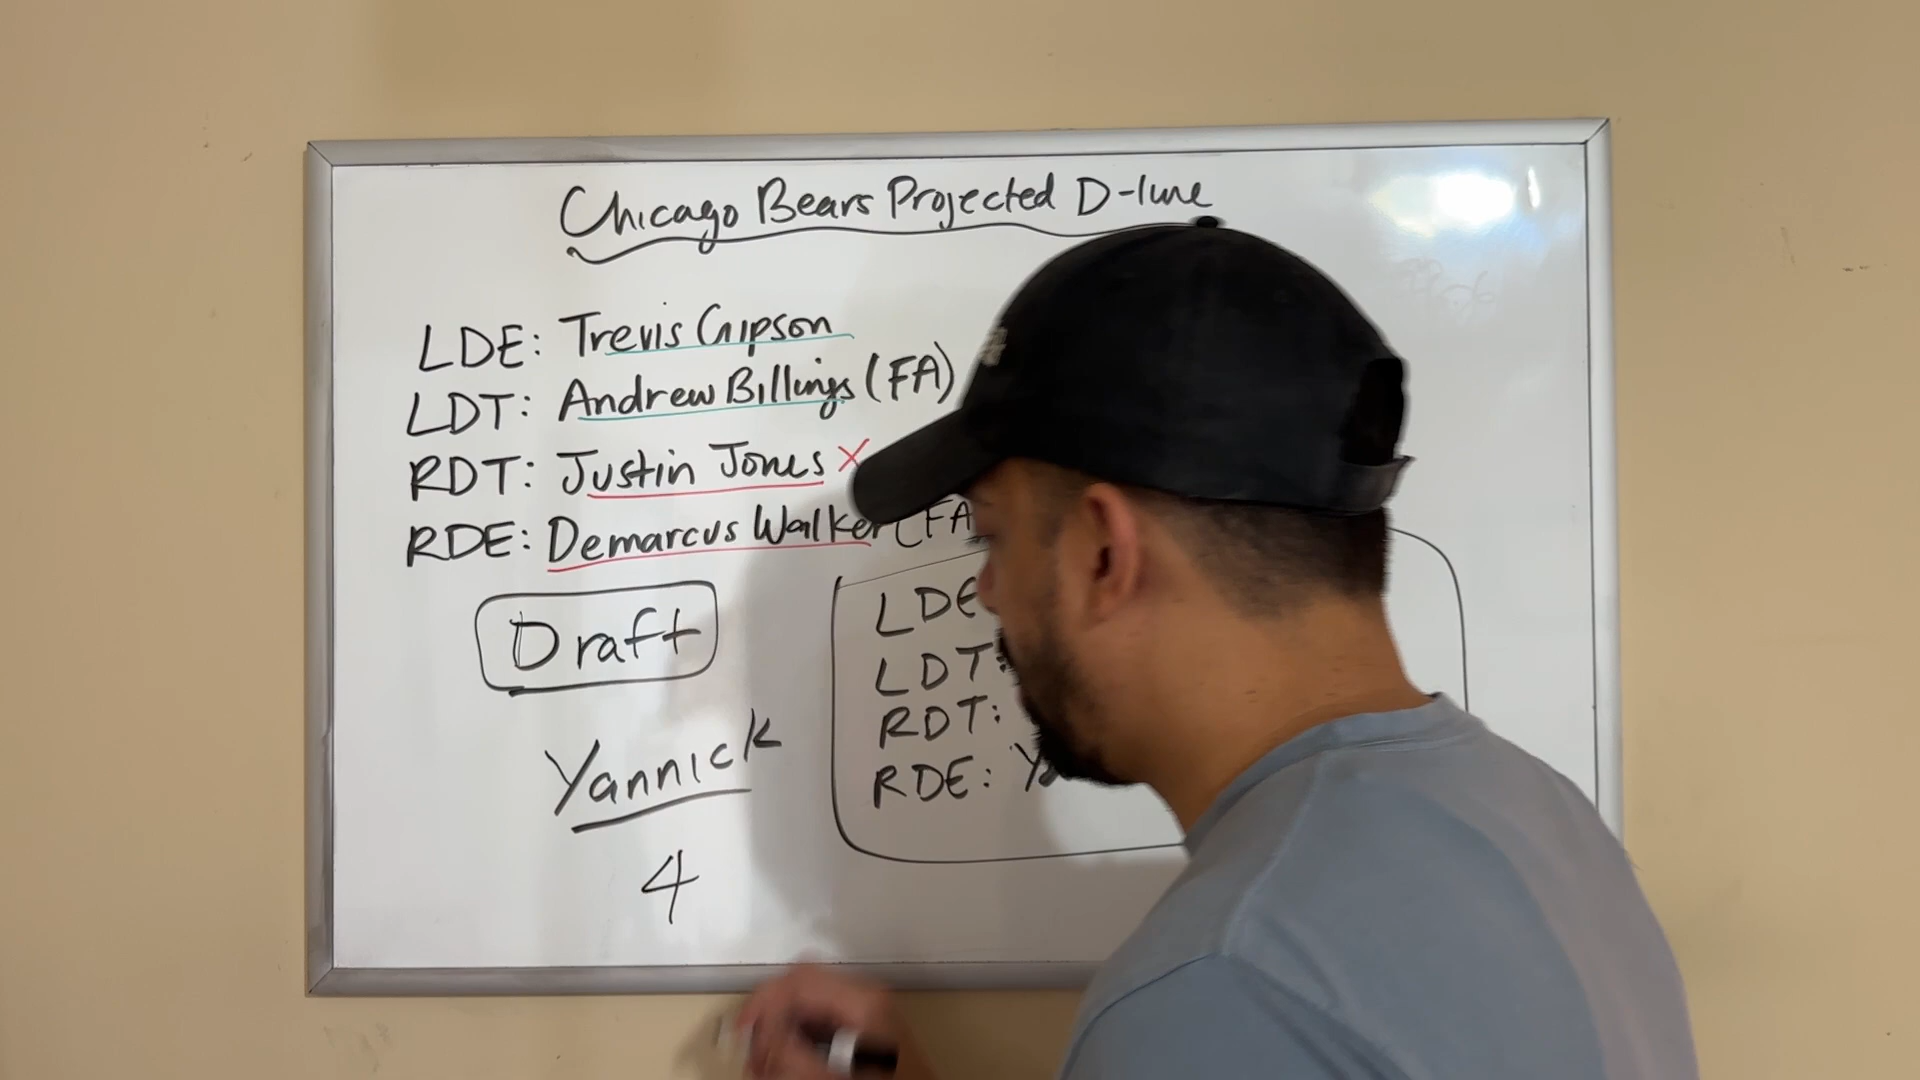 Chicago Bears Projected D-line
LDE: Trevis Gipson
LDT: Andrew Billings (FA)
RDT: Justin Jones X
RDE: Demarcus Walker (FA
Draft
Yannick
4
LDE
LDT:
RDT:
RDE: